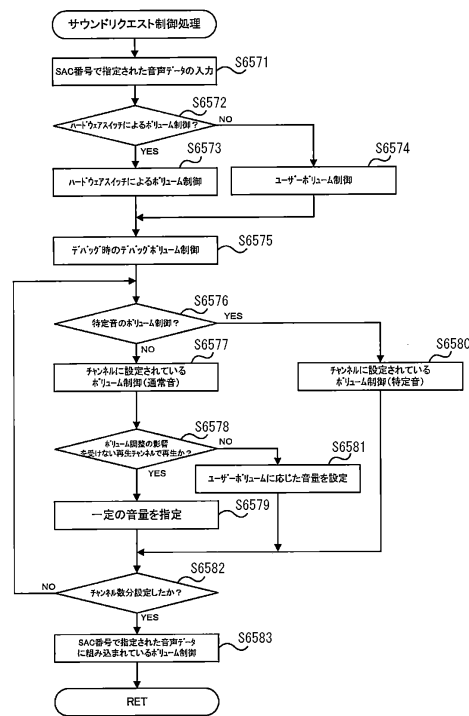 サウンドリクエスト制御処理
S6571
SAC番号で指定された音声データの入力
S6572
ハードウェアスイッチによるボリューム制御？
NO
YES
S6573
ハードウェアスイッチによるボリューム制御
S6574
ユーザーボリューム制御
S6575
デバッグ時のデバッグボリューム制御
S6576
特定音のボリューム制御？
YES
NO
S6577
チャンネルに設定されている
ボリューム制御(通常音)
S6580
チャンネルに設定されている
ボリューム制御(特定音)
S6578
ボリューム調整の影響
を受けない再生チャンネルで再生か？
NO
YES
S6581
ユーザーボリュームに応じた音量を設定
S6579
一定の音量を指定
S6582
チャンネル数分設定したか？
NO
YES
S6583
SAC番号で指定された音声データ
に組み込まれているボリューム制御
RET